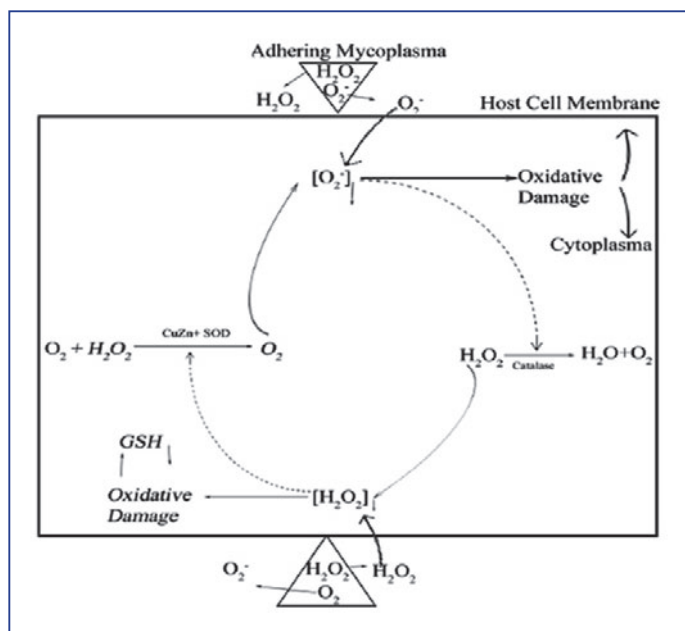 Adhering Mycoplasma
H₂O₂
O₂⁻
H₂O₂
O₂⁻
Host Cell Membrane
[O₂⁻]
Oxidative
Damage
Cytoplasma
CuZn+ SOD
O₂ + H₂O₂
O₂
H₂O₂
Catalase
H₂O+O₂
GSH
Oxidative
Damage
[H₂O₂]
O₂⁻
H₂O₂
H₂O₂
O₂